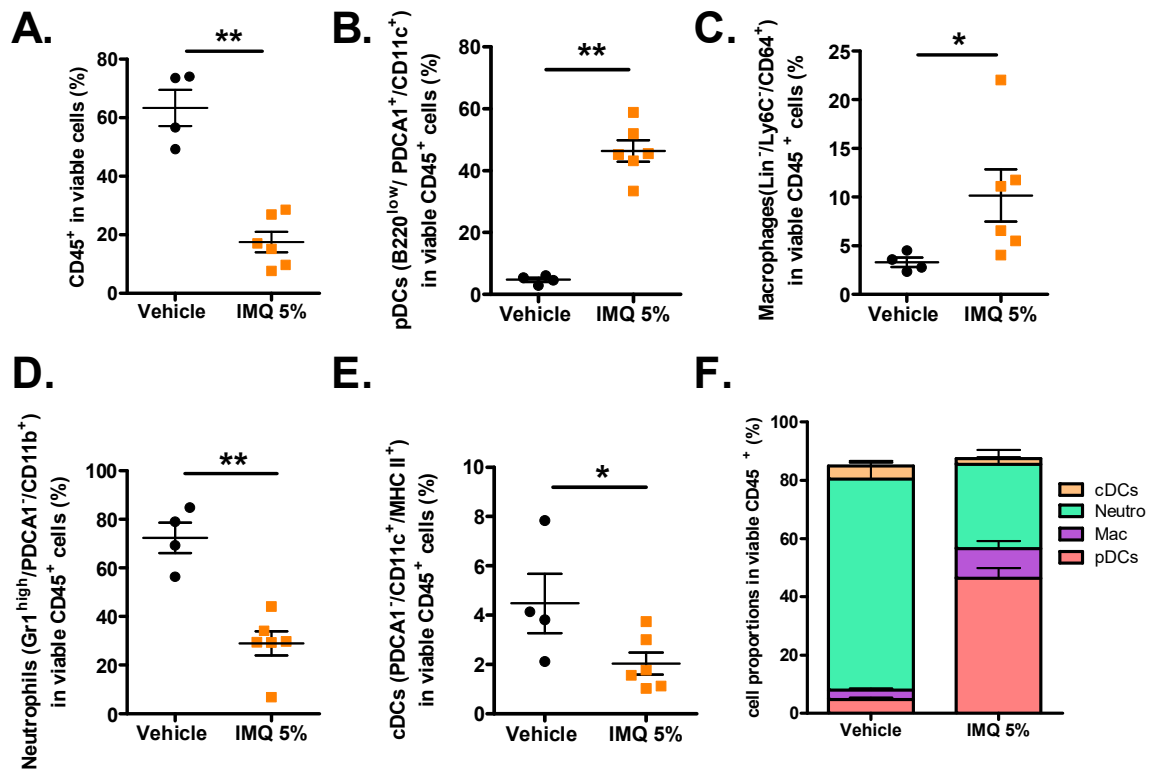 A.
**
CD45⁺ in viable cells (%)
80
60
40
20
0
Vehicle
IMQ 5%
B.
**
pDCs (B220ˡᵒʷ/ PDCA1⁺/CD11c⁺)
in viable CD45⁺ cells (%)
80
60
40
20
0
Vehicle
IMQ 5%
C.
*
Macrophages(Lin⁻/Ly6C⁻/CD64⁺)
in viable CD45 ⁺ cells (%
25
20
15
10
5
0
Vehicle
IMQ 5%
D.
**
Neutrophils (Gr1ʰⁱᵍʰ/PDCA1⁻/CD11b⁺)
in viable CD45⁺ cells (%)
100
80
60
40
20
0
Vehicle
IMQ 5%
E.
*
cDCs (PDCA1⁻/CD11c⁺/MHC II⁺)
in viable CD45⁺ cells (%)
10
8
6
4
2
0
Vehicle
IMQ 5%
F.
cell proportions in viable CD45 ⁺ (%)
100
80
60
40
20
0
Vehicle
IMQ 5%
cDCs
Neutro
Mac
pDCs